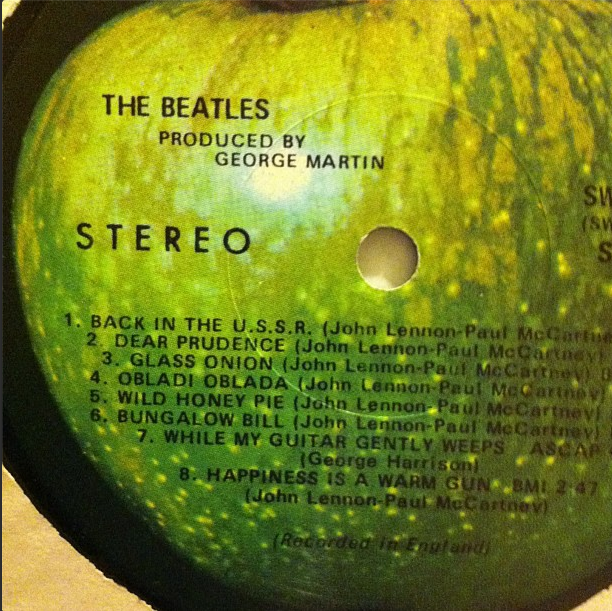 THE BEATLES
PRODUCED BY
GEORGE MARTIN
STEREO
SW
(SW
S
1. BACK IN THE U.S.S.R. (John Lennon-Paul McCartne
2. DEAR PRUDENCE (John Lennon-Paul McCartney)
3. GLASS ONION (John Lennon-Paul McCartney)
4. OBLADI OBLADA (John Lennon-Paul McCartney)
5. WILD HONEY PIE (John Lennon-Paul McCartney)
6. BUNGALOW BILL (John Lennon-Paul McCartney)
7. WHILE MY GUITAR GENTLY WEEPS ASCAP
(George Harrison)
8. HAPPINESS IS A WARM GUN BMI 2:47
(John Lennon-Paul McCartney)
(Recorded in England)